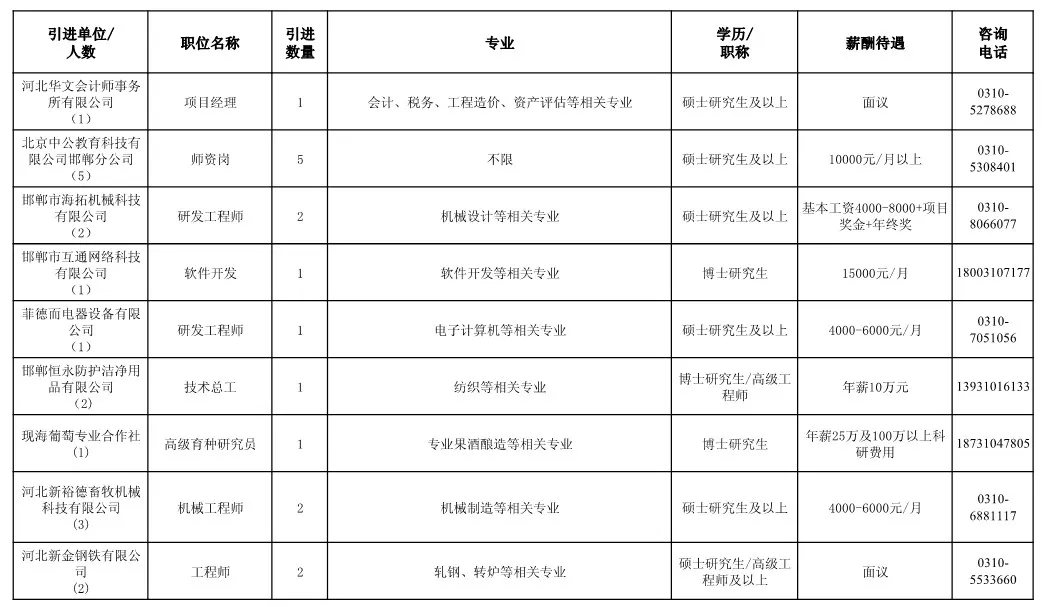 引进单位/
人数
职位名称
引进
数量
专业
学历/
职称
薪酬待遇
咨询
电话
河北华文会计师事务
所有限公司
（1）
项目经理
1
会计、税务、工程造价、资产评估等相关专业
硕士研究生及以上
面议
0310-
5278688
北京中公教育科技有
限公司邯郸分公司
（5）
师资岗
5
不限
硕士研究生及以上
10000元/月以上
0310-
5308401
邯郸市海拓机械科技
有限公司
（2）
研发工程师
2
机械设计等相关专业
硕士研究生及以上
基本工资4000-8000+项目
奖金+年终奖
0310-
8066077
邯郸市互通网络科技
有限公司
（1）
软件开发
1
软件开发等相关专业
博士研究生
15000元/月
18003107177
菲德而电器设备有限
公司
（1）
研发工程师
1
电子计算机等相关专业
硕士研究生及以上
4000-6000元/月
0310-
7051056
邯郸恒永防护洁净用
品有限公司
（2）
技术总工
1
纺织等相关专业
博士研究生/高级工
程师
年薪10万元
13931016133
现海葡萄专业合作社
(1)
高级育种研究员
1
专业果酒酿造等相关专业
博士研究生
年薪25万及100万以上科
研费用
18731047805
河北新裕德畜牧机械
科技有限公司
(3)
机械工程师
2
机械制造等相关专业
硕士研究生及以上
4000-6000元/月
0310-
6881117
河北新金钢铁有限公
司
(2)
工程师
2
轧钢、转炉等相关专业
硕士研究生/高级工
程师及以上
面议
0310-
5533660